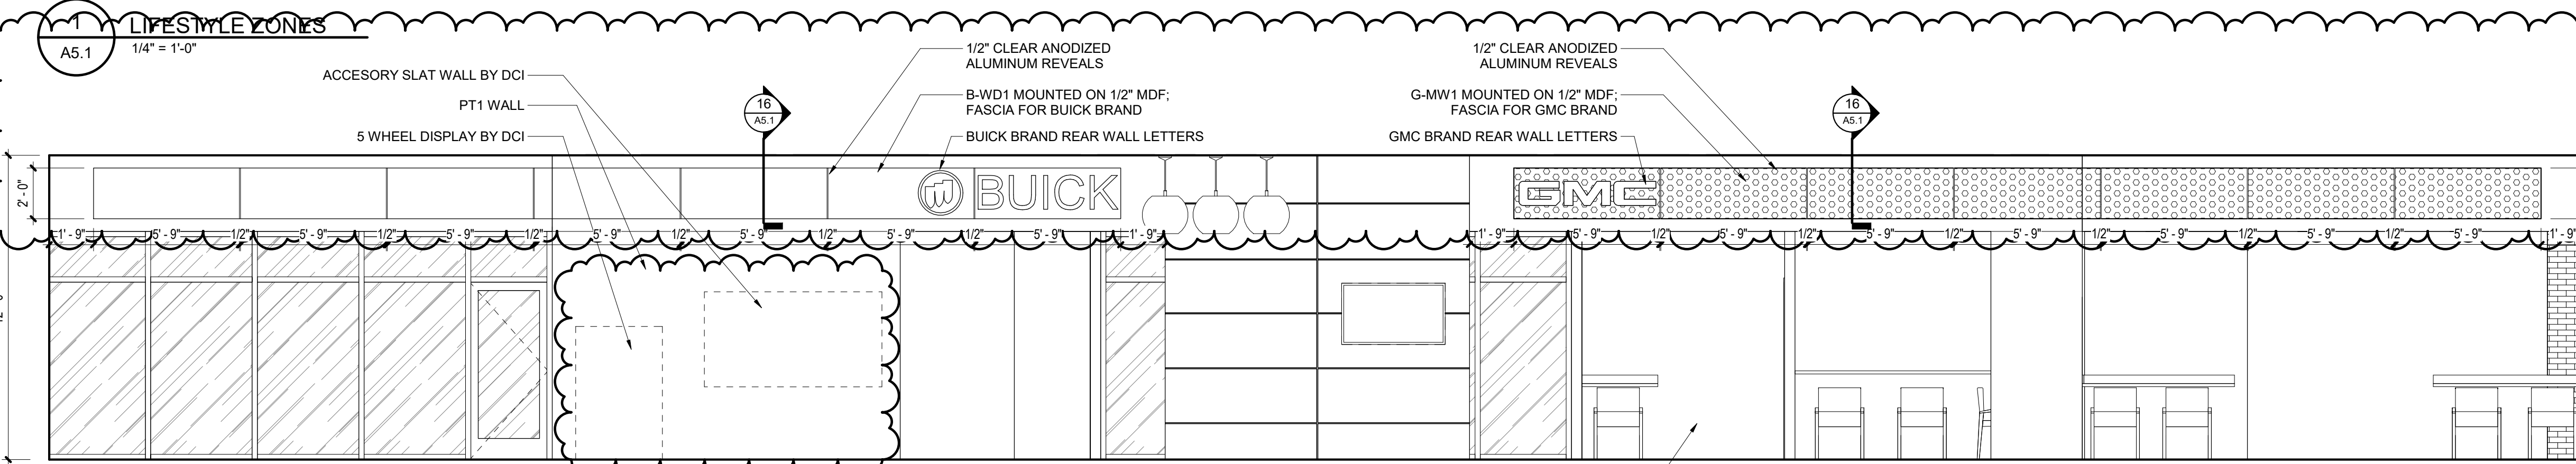 1
A5.1
LIFESTYLE ZONES
1/4" = 1'-0"
ACCESORY SLAT WALL BY DCI
PT1 WALL
5 WHEEL DISPLAY BY DCI
16
A5.1
1/2" CLEAR ANODIZED
ALUMINUM REVEALS
B-WD1 MOUNTED ON 1/2" MDF;
FASCIA FOR BUICK BRAND
BUICK BRAND REAR WALL LETTERS
1/2" CLEAR ANODIZED
ALUMINUM REVEALS
G-MW1 MOUNTED ON 1/2" MDF;
FASCIA FOR GMC BRAND
GMC BRAND REAR WALL LETTERS
16
A5.1
2' - 0"
BUICK
GMC
1' - 9" 5' - 9" 1/2" 5' - 9" 1/2" 5' - 9" 1/2" 5' - 9" 1/2" 5' - 9" 1/2" 5' - 9" 1/2" 5' - 9" 1' - 9" 1' - 9" 5' - 9" 1/2" 5' - 9" 1/2" 5' - 9" 1/2" 5' - 9" 1/2" 5' - 9" 1/2" 5' - 9" 1/2" 5' - 9" 1' - 9"